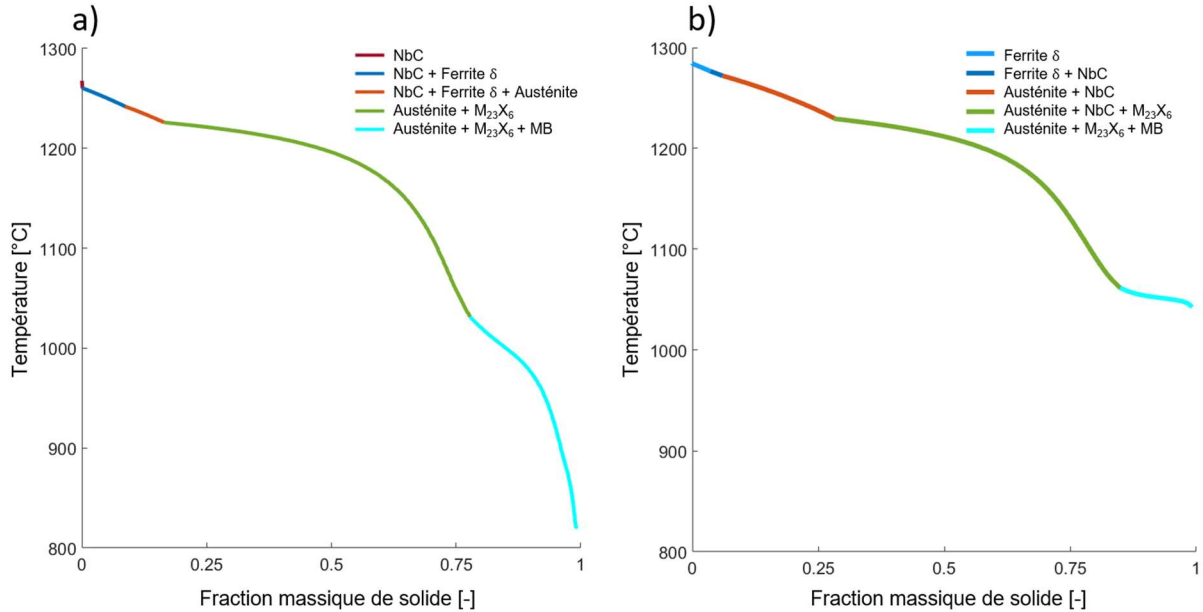 a)
1300
1200
1100
1000
900
800
0
0.25
0.5
0.75
1
Température [°C]
Fraction massique de solide [-]
NbC
NbC + Ferrite δ
NbC + Ferrite δ + Austénite
Austénite + M₂₃X₆
Austénite + M₂₃X₆ + MB
b)
1300
1200
1100
1000
900
800
0
0.25
0.5
0.75
1
Température [°C]
Fraction massique de solide [-]
Ferrite δ
Ferrite δ + NbC
Austénite + NbC
Austénite + NbC + M₂₃X₆
Austénite + M₂₃X₆ + MB